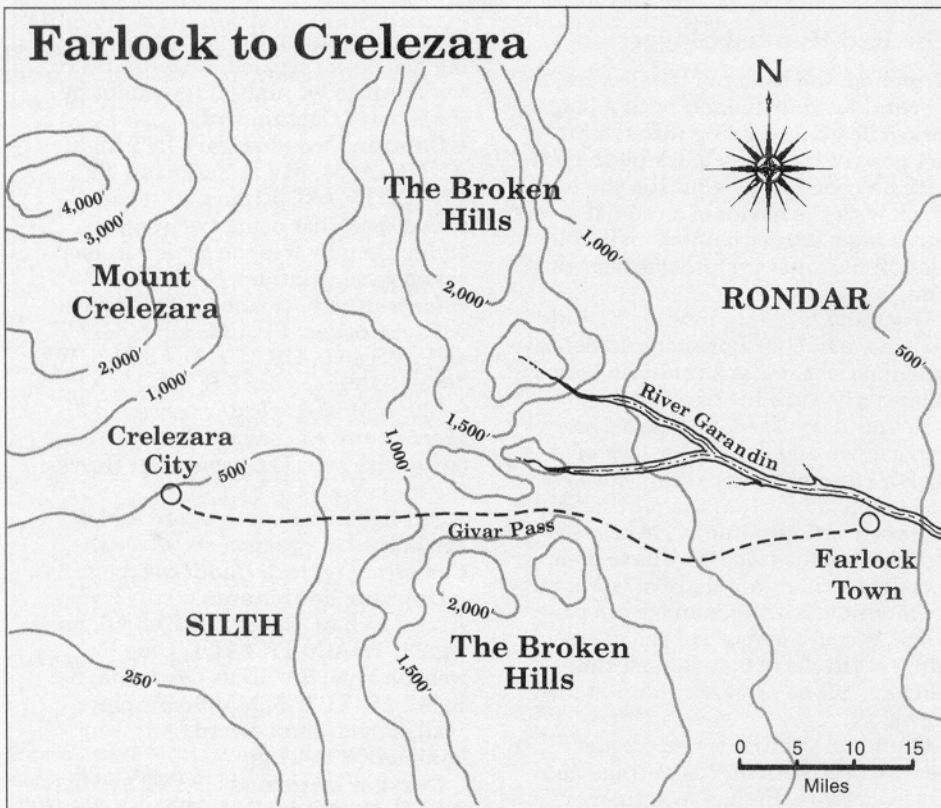 Farlock to Crelezara
N
The Broken
Hills
4,000'
3,000'
Mount
Crelezara
2,000'
1,000'
2,000'
1,000'
RONDAR
500'
River Garandin
1,500'
1,000'
Crelezara
City
500'
Givar Pass
Farlock
Town
2,000'
SILTH
The Broken
Hills
250'
1,500'
0 5 10 15
Miles